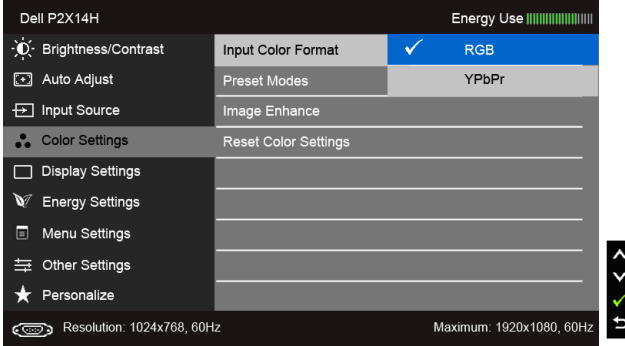 Dell P2X14H Energy Use
Brightness/Contrast Input Color Format RGB
Auto Adjust Preset Modes YPbPr
Input Source Image Enhance
Color Settings Reset Color Settings
Display Settings
Energy Settings
Menu Settings
Other Settings
Personalize
Resolution: 1024x768, 60Hz Maximum: 1920x1080, 60Hz